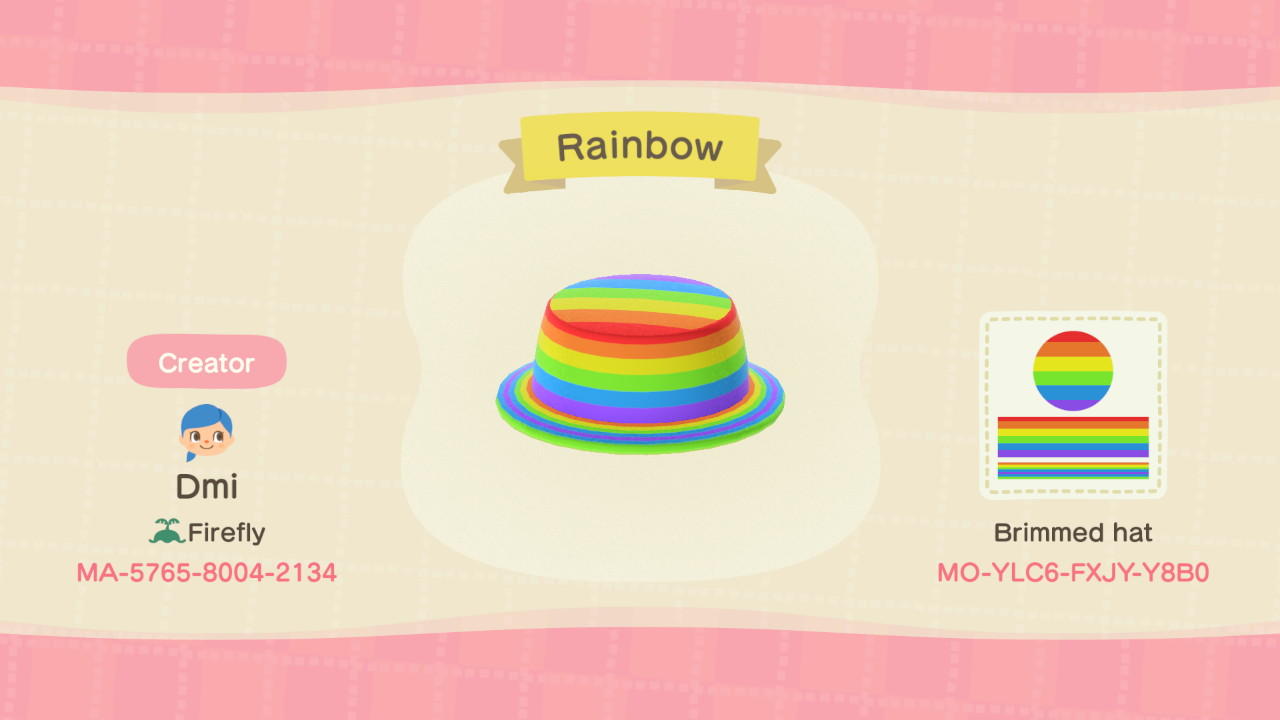 Rainbow
Creator
Dmi
Firefly
MA-5765-8004-2134
Brimmed hat
MO-YLC6-FXJY-Y8B0